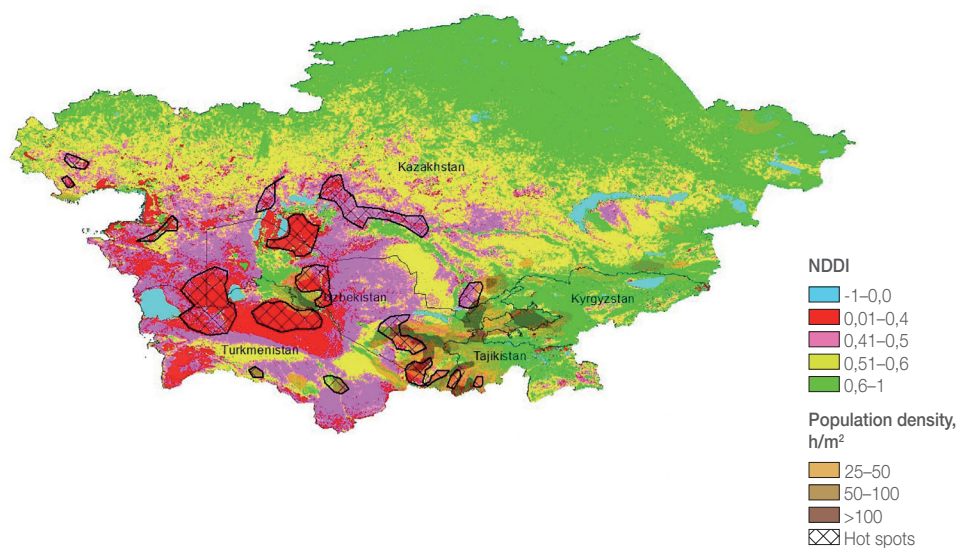 Kazakhstan
Uzbekistan
Kyrgyzstan
Turkmenistan
Tajikistan
NDDI
-1–0,0
0,01–0,4
0,41–0,5
0,51–0,6
0,6–1
Population density,
h/m²
25–50
50–100
>100
Hot spots